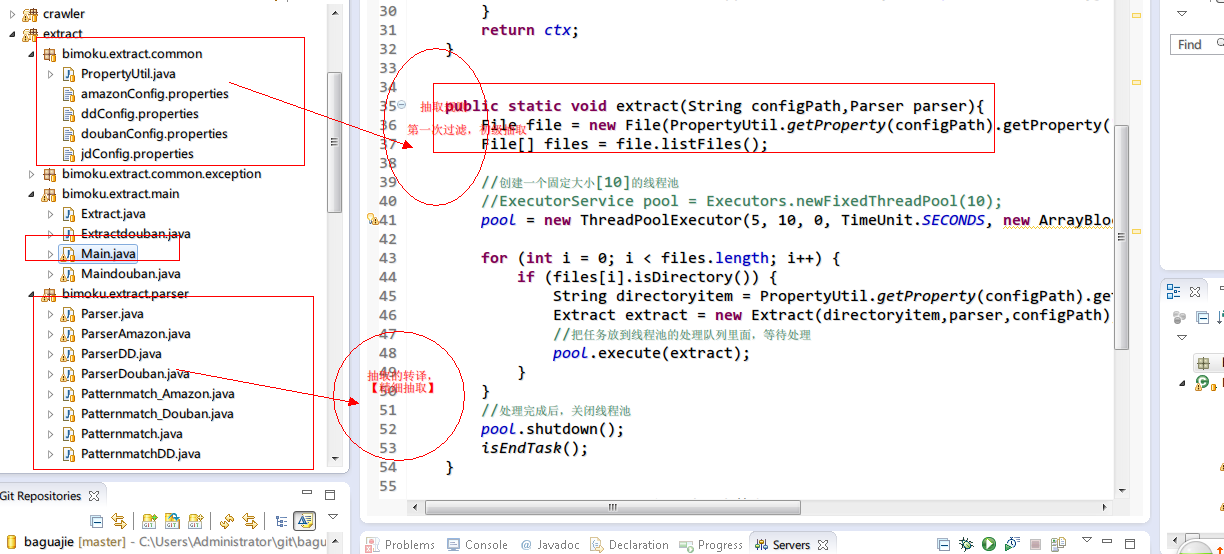 crawler
extract
bimoku.extract.common
PropertyUtil.java
amazonConfig.properties
ddConfig.properties
doubanConfig.properties
jdConfig.properties
bimoku.extract.common.exception
bimoku.extract.main
Extract.java
Extractdouban.java
Main.java
Maindouban.java
bimoku.extract.parser
Parser.java
ParserAmazon.java
ParserDD.java
ParserDouban.java
Patternmatch_Amazon.java
Patternmatch_Douban.java
Patternmatch.java
PatternmatchDD.java
Git Repositories
baguajie [master] - C:\Users\Administrator\git\bagu
30 }
31 return ctx;
32 }
33
34
35 public static void extract(String configPath,Parser parser){
36 File file = new File(PropertyUtil.getProperty(configPath).getProperty(
37 File[] files = file.listFiles();
38
39 //创建一个固定大小[10]的线程池
40 //ExecutorService pool = Executors.newFixedThreadPool(10);
41 pool = new ThreadPoolExecutor(5, 10, 0, TimeUnit.SECONDS, new ArrayBloc
42
43 for (int i = 0; i < files.length; i++) {
44 if (files[i].isDirectory()) {
45 String directoryitem = PropertyUtil.getProperty(configPath).get
46 Extract extract = new Extract(directoryitem,parser,configPath)
47 //把任务放到线程池的处理队列里面，等待处理
48 pool.execute(extract);
49 }
50 }
51 //处理完成后，关闭线程池
52 pool.shutdown();
53 isEndTask();
54 }
55
抽取
第一次过滤，初级抽取
抽取的转译，
【精细抽取】
Problems
Console
@ Javadoc
Declaration
Progress
Servers
Find